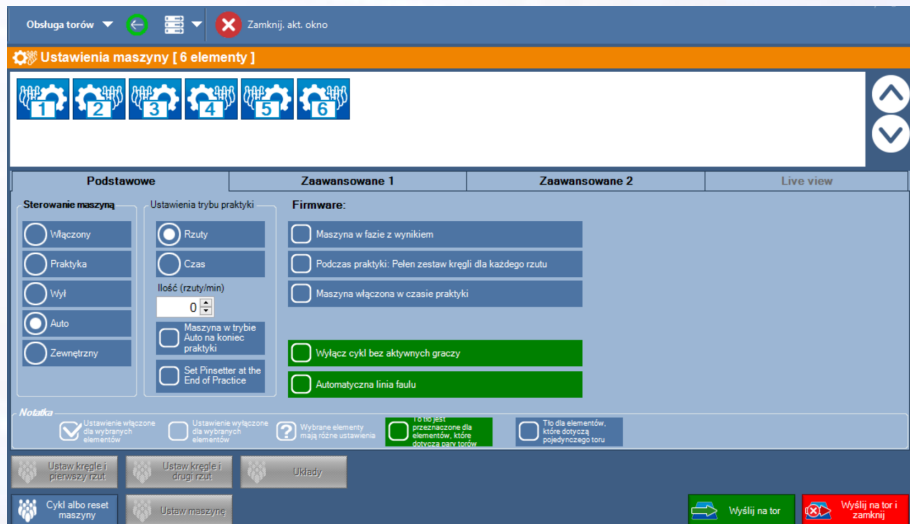 Obsługa torów
Zamknij. akt. okno
Ustawienia maszyny [ 6 elementy ]
1 2 3 4 5 6
Podstawowe Zaawansowane 1 Zaawansowane 2 Live view
Sterowanie maszyną
Włączony
Praktyka
Wył
Auto
Zewnętrzny
Ustawienia trybu praktyki
Rzuty
Czas
Ilość (rzuty/min)
0
Maszyna w trybie
Auto na koniec
praktyki
Set Pinsetter at the
End of Practice
Firmware:
Maszyna w fazie z wynikiem
Podczas praktyki: Pełen zestaw kręgli dla każdego rzutu
Maszyna włączona w czasie praktyki
Wyłącz cykl bez aktywnych graczy
Automatyczna linia faulu
Notatka
Ustawienie włączone
dla wybranych
elementów
Ustawienie wyłączone
dla wybranych
elementów
Wybrane elementy
mają różne ustawienia
To tło jest
przeznaczone dla
elementów, które
dotyczą pary torów
Tło dla elementów,
które dotyczą
pojedynczego toru
Ustaw kręgle i
pierwszy rzut
Ustaw kręgle i
drugi rzut
Układy
Cykl albo reset
maszyny
Ustaw maszynę
Wyślij na tor
Wyślij na tor i
zamknij